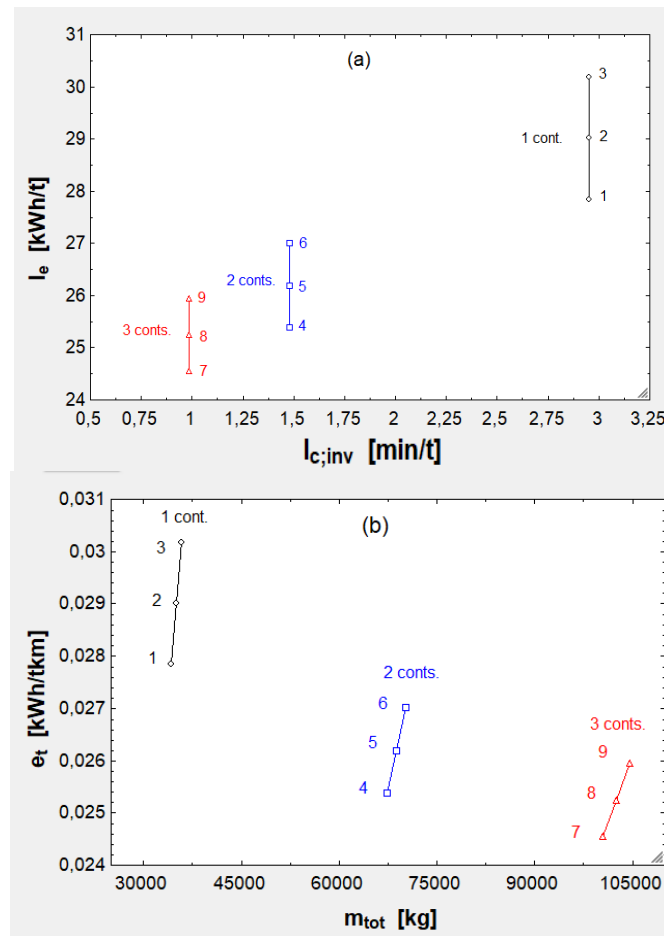 (a)
I_e [kWh/t]
31
30
29
28
27
26
25
24
3
2
1 cont.
1
6
2 conts.
5
4
9
3 conts.
8
7
0,5 0,75 1 1,25 1,5 1,75 2 2,25 2,5 2,75 3 3,25
I_c;inv [min/t]
(b)
e_t [kWh/tkm]
0,031
0,03
0,029
0,028
0,027
0,026
0,025
0,024
1 cont.
3
2
1
2 conts.
6
5
4
3 conts.
9
8
7
30000 45000 60000 75000 90000 105000
m_tot [kg]